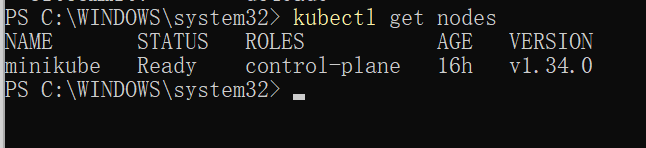 PS C:\WINDOWS\system32> kubectl get nodes
NAME       STATUS   ROLES           AGE   VERSION
minikube   Ready    control-plane   16h   v1.34.0
PS C:\WINDOWS\system32>